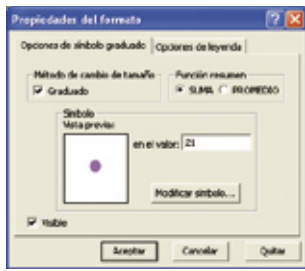 Propiedades del formato
Opciones de símbolo graduado
Opciones de leyenda
Método de cambio de tamaño
Función resumen
Graduado
SUMA
PROMEDIO
Símbolo
Vista previa:
en el valor: 21
Modificar símbolo...
Visible
Aceptar
Cancelar
Quitar